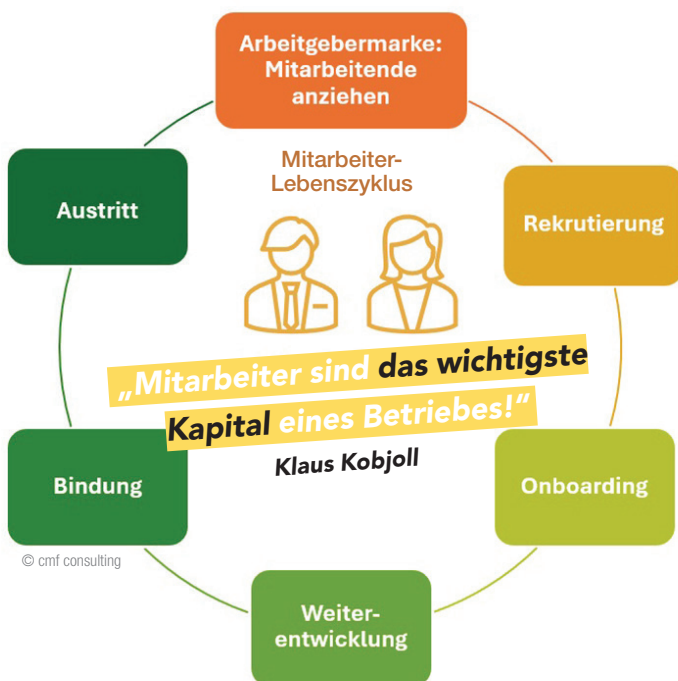 Arbeitgebermarke:
Mitarbeitende
anziehen
Mitarbeiter-
Lebenszyklus
Austritt
Rekrutierung
„Mitarbeiter sind das wichtigste
Kapital eines Betriebes!“
Klaus Kobjoll
Bindung
Onboarding
© cmf consulting
Weiter-
entwicklung